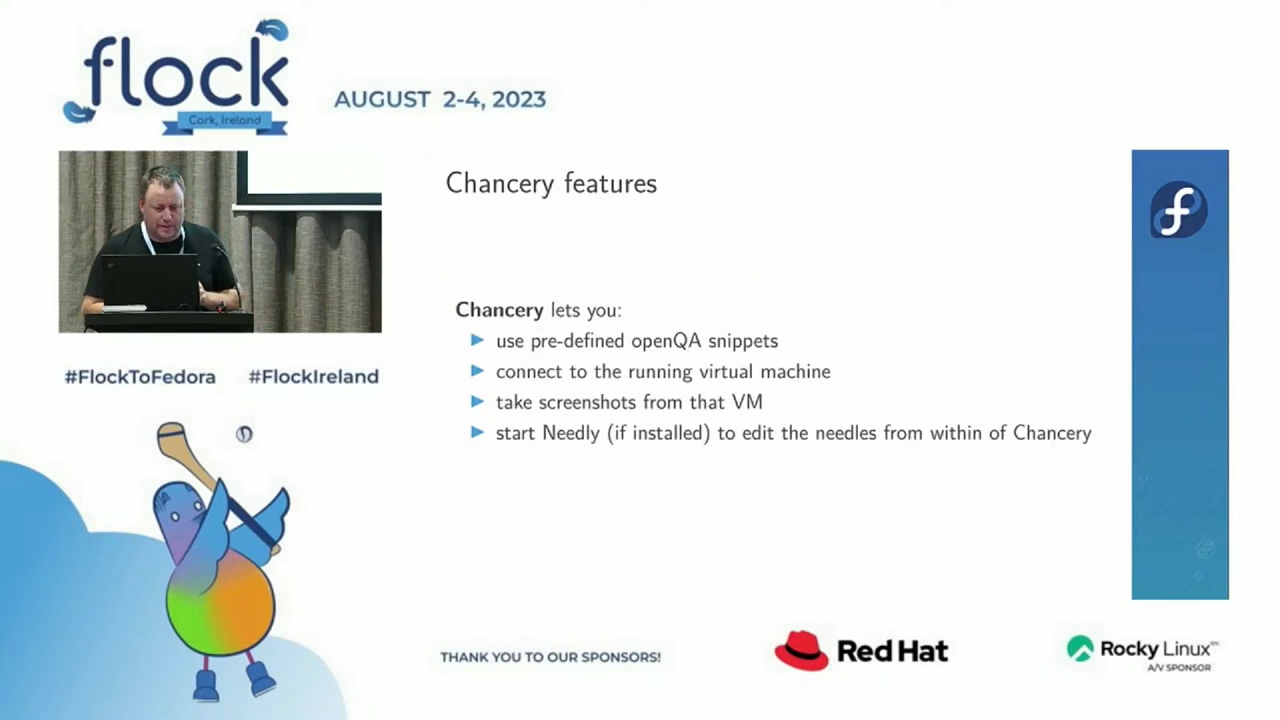 flock
Cork, Ireland
AUGUST 2-4, 2023
Chancery features
Chancery lets you:
use pre-defined openQA snippets
connect to the running virtual machine
take screenshots from that VM
start Needly (if installed) to edit the needles from within of Chancery
#FlockToFedora #FlockIreland
THANK YOU TO OUR SPONSORS!
Red Hat
Rocky Linux™
A/V SPONSOR